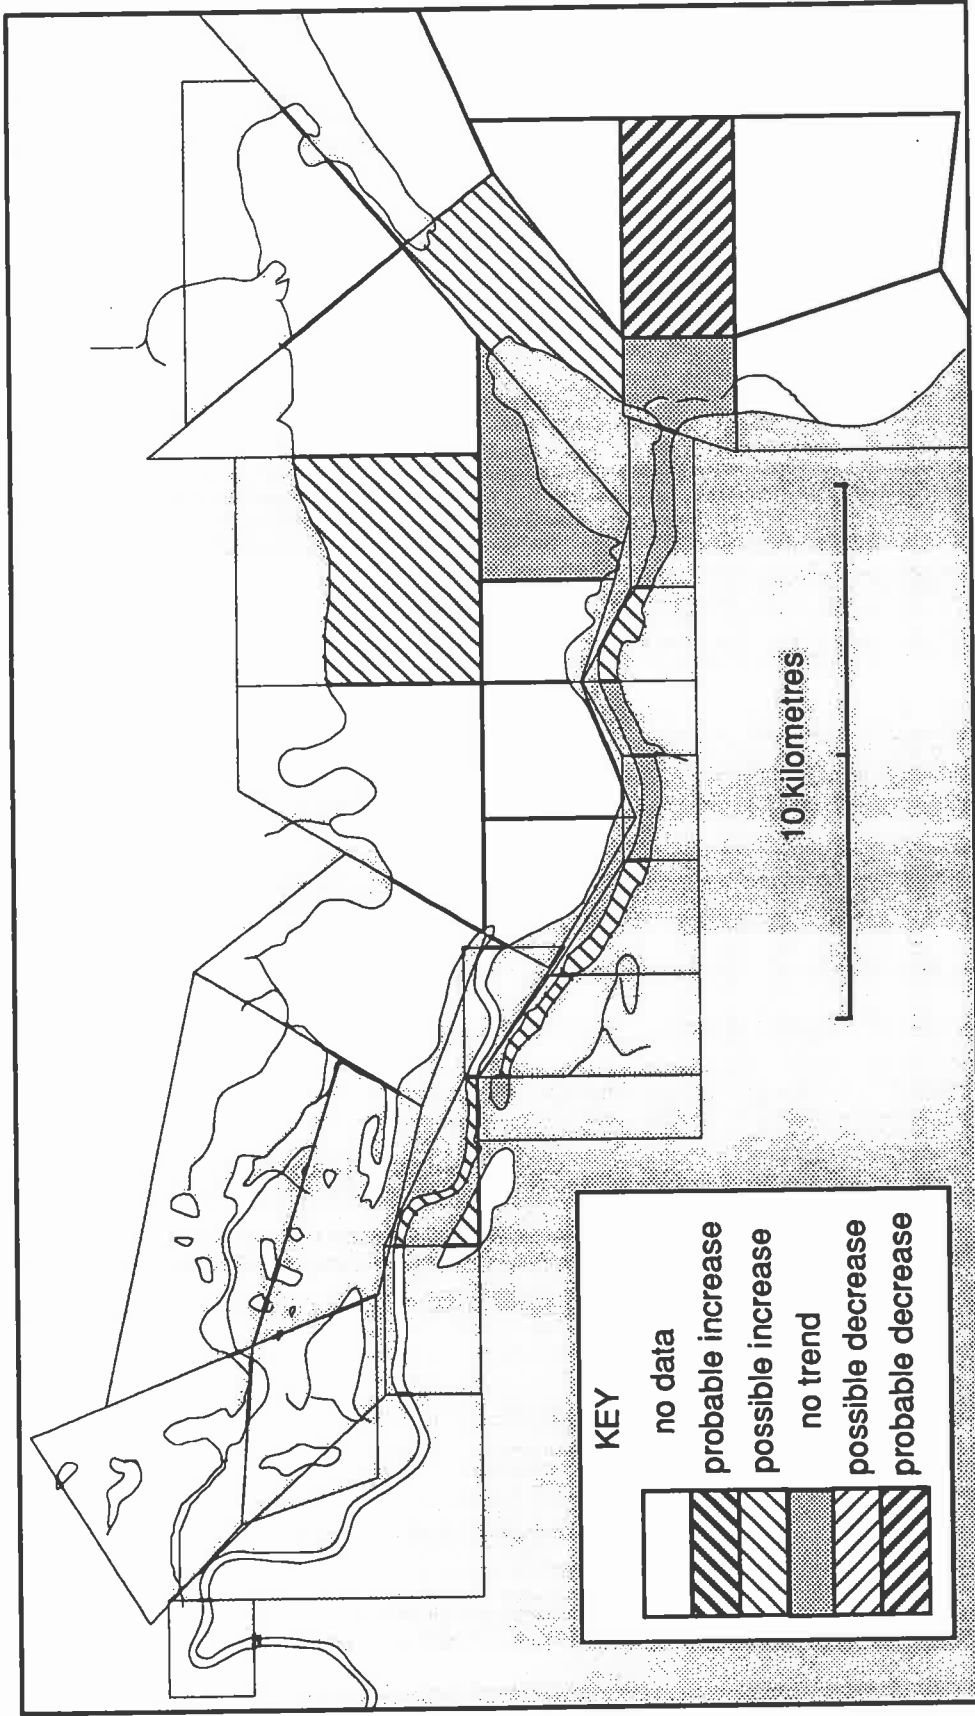 10 kilometres
KEY
no data
probable increase
possible increase
no trend
possible decrease
probable decrease